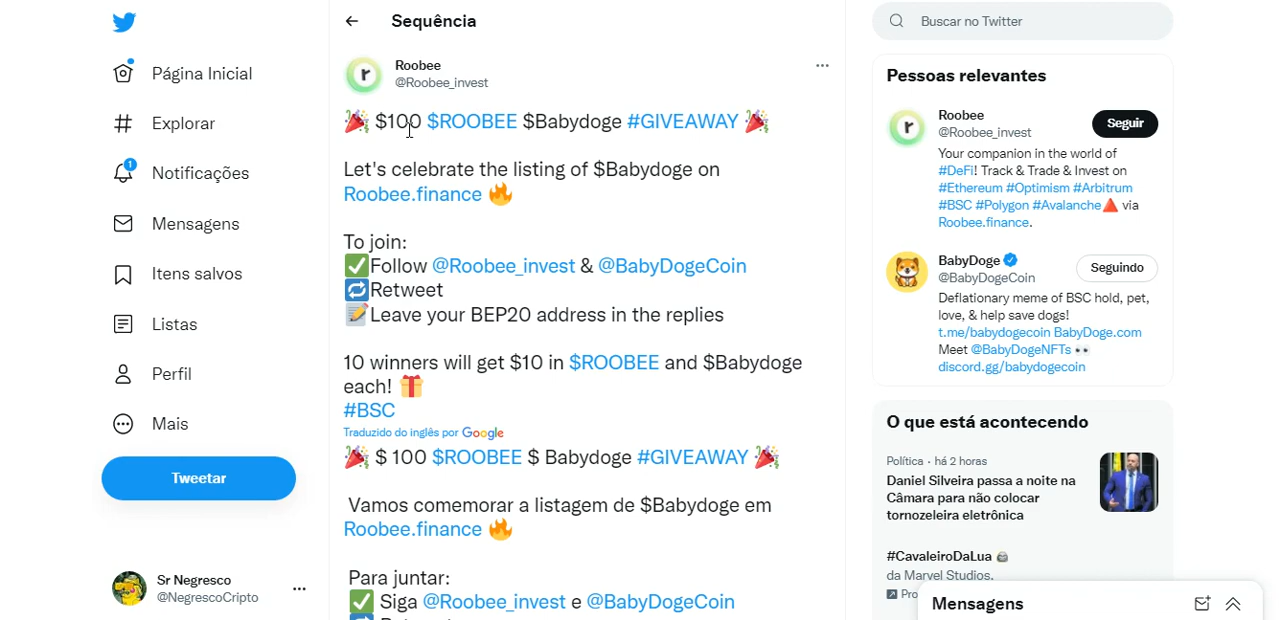 Página Inicial
Explorar
1
Notificações
Mensagens
Itens salvos
Listas
Perfil
Mais
Tweetar
Sr Negresco
@NegrescoCripto
Sequência
r
Roobee
@Roobee_invest
$100 $ROOBEE $Babydoge #GIVEAWAY
Let's celebrate the listing of $Babydoge on
Roobee.finance
To join:
Follow @Roobee_invest & @BabyDogeCoin
Retweet
Leave your BEP20 address in the replies
10 winners will get $10 in $ROOBEE and $Babydoge
each!
#BSC
Traduzido do inglês por Google
$ 100 $ROOBEE $ Babydoge #GIVEAWAY
Vamos comemorar a listagem de $Babydoge em
Roobee.finance
Para juntar:
Siga @Roobee_invest e @BabyDogeCoin
Buscar no Twitter
Pessoas relevantes
r
Roobee
@Roobee_invest
Seguir
Your companion in the world of
#DeFi! Track & Trade & Invest on
#Ethereum #Optimism #Arbitrum
#BSC #Polygon #Avalanche via
Roobee.finance.
BabyDoge
@BabyDogeCoin
Seguindo
Deflationary meme of BSC hold, pet,
love, & help save dogs!
t.me/babydogecoin BabyDoge.com
Meet @BabyDogeNFTs
discord.gg/babydogecoin
O que está acontecendo
Política · há 2 horas
Daniel Silveira passa a noite na
Câmara para não colocar
tornozeleira eletrônica
#CavaleiroDaLua
da Marvel Studios.
Mensagens